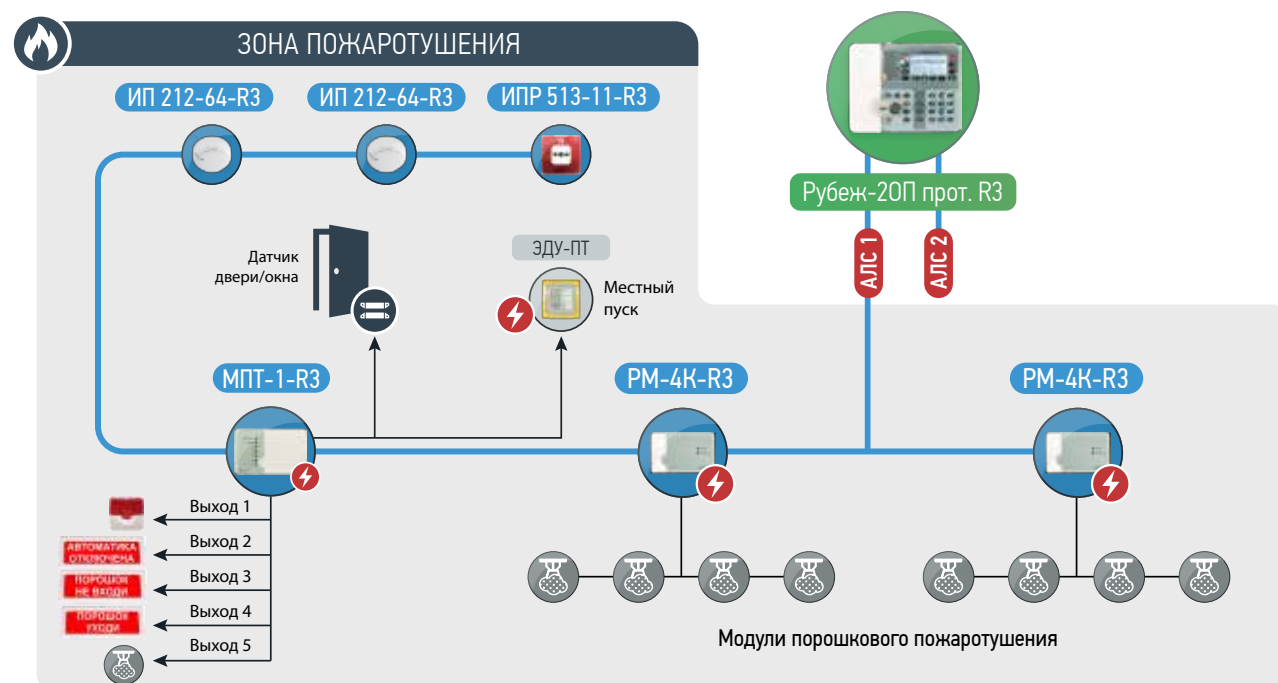 ЗОНА ПОЖАРОТУШЕНИЯ
ИП 212-64-R3
ИП 212-64-R3
ИПР 513-11-R3
Рубеж-2ОП прот. R3
АЛС 1
АЛС 2
Датчик
двери/окна
ЭДУ-ПТ
Местный
пуск
МПТ-1-R3
РМ-4К-R3
РМ-4К-R3
Выход 1
Выход 2
АВТОМАТИКА
ОТКЛЮЧЕНА
Выход 3
ПОРОШОК
НЕ ВХОДИ
Выход 4
ПОРОШОК
УХОДИ
Выход 5
Модули порошкового пожаротушения